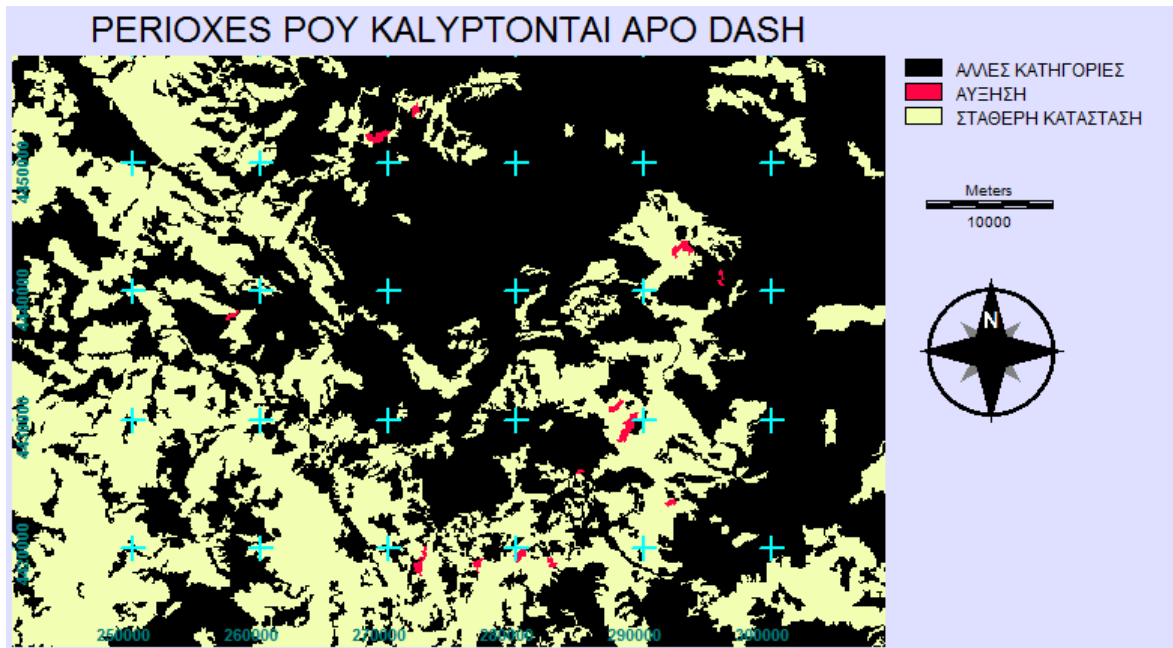 PERIOXES POY KALYPTONTAI APO DASH
ΑΛΛΕΣ ΚΑΤΗΓΟΡΙΕΣ
ΑΥΞΗΣΗ
ΣΤΑΘΕΡΗ ΚΑΤΑΣΤΑΣΗ
Meters
10000
N
4450000
4440000
4430000
4420000
250000
260000
270000
280000
290000
300000